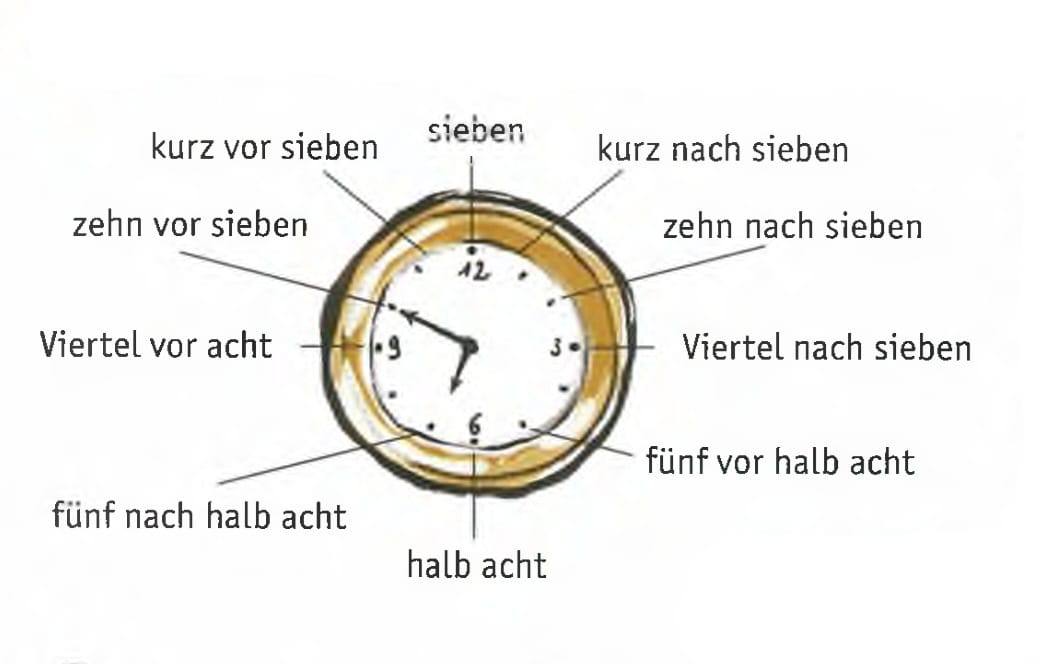 sieben
kurz vor sieben
kurz nach sieben
zehn vor sieben
zehn nach sieben
12
Viertel vor acht
9
3
Viertel nach sieben
6
fünf vor halb acht
fünf nach halb acht
halb acht